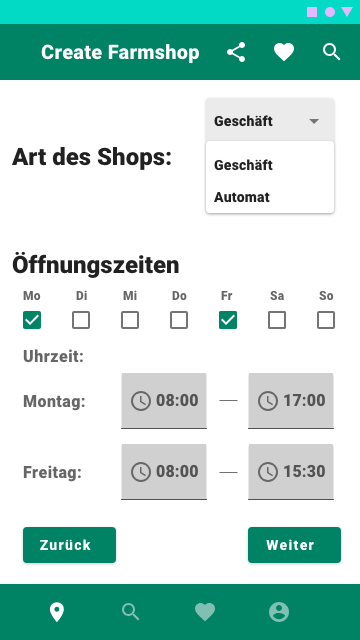 Create Farmshop
Geschäft
Art des Shops:
Geschäft
Automat
Öffnungszeiten
Mo Di Mi Do Fr Sa So
Uhrzeit:
Montag: 08:00 — 17:00
Freitag: 08:00 — 15:30
Zurück Weiter